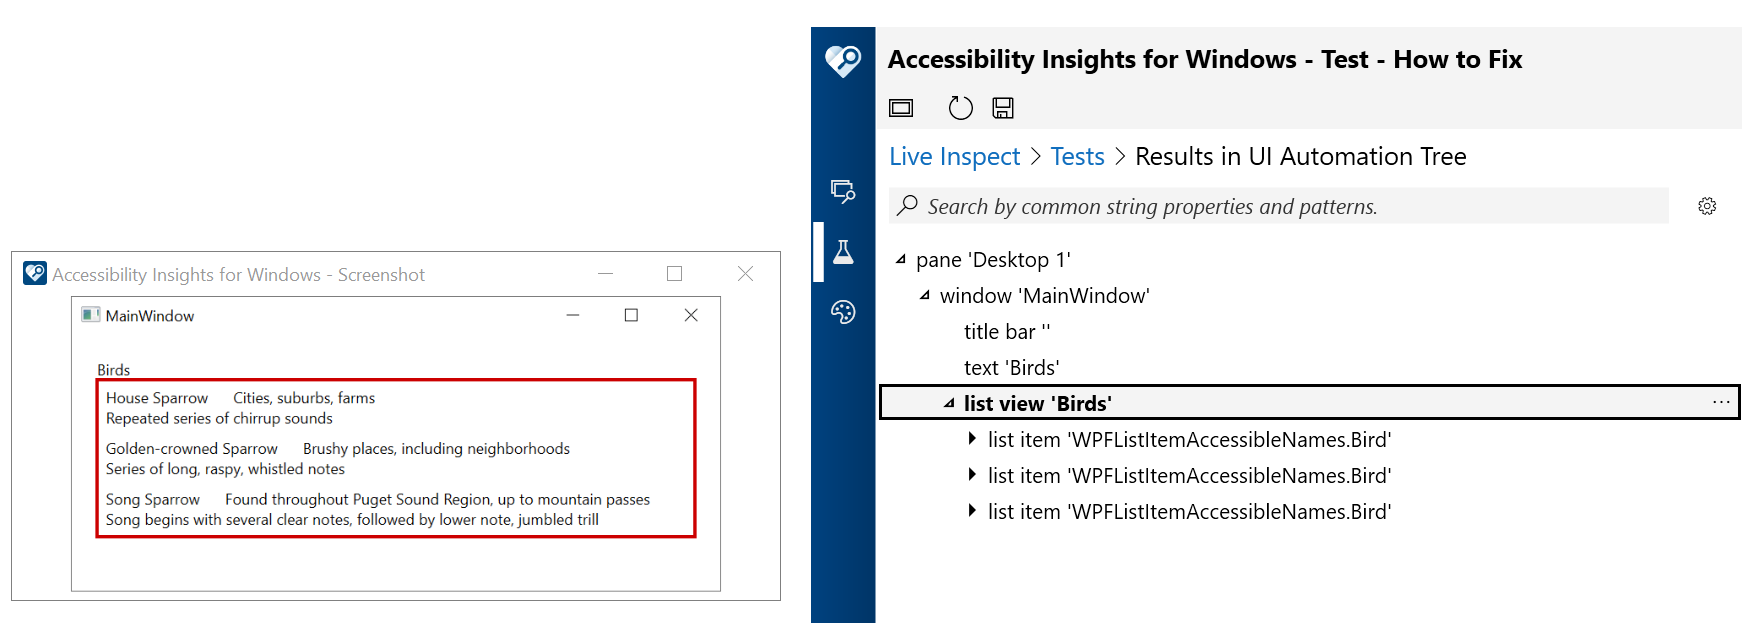 Accessibility Insights for Windows - Screenshot
MainWindow
Birds
House Sparrow Cities, suburbs, farms
Repeated series of chirrup sounds
Golden-crowned Sparrow Brushy places, including neighborhoods
Series of long, raspy, whistled notes
Song Sparrow Found throughout Puget Sound Region, up to mountain passes
Song begins with several clear notes, followed by lower note, jumbled trill
Accessibility Insights for Windows - Test - How to Fix
Live Inspect > Tests > Results in UI Automation Tree
Search by common string properties and patterns.
pane 'Desktop 1'
window 'MainWindow'
title bar ''
text 'Birds'
list view 'Birds' ...
list item 'WPFListItemAccessibleNames.Bird'
list item 'WPFListItemAccessibleNames.Bird'
list item 'WPFListItemAccessibleNames.Bird'